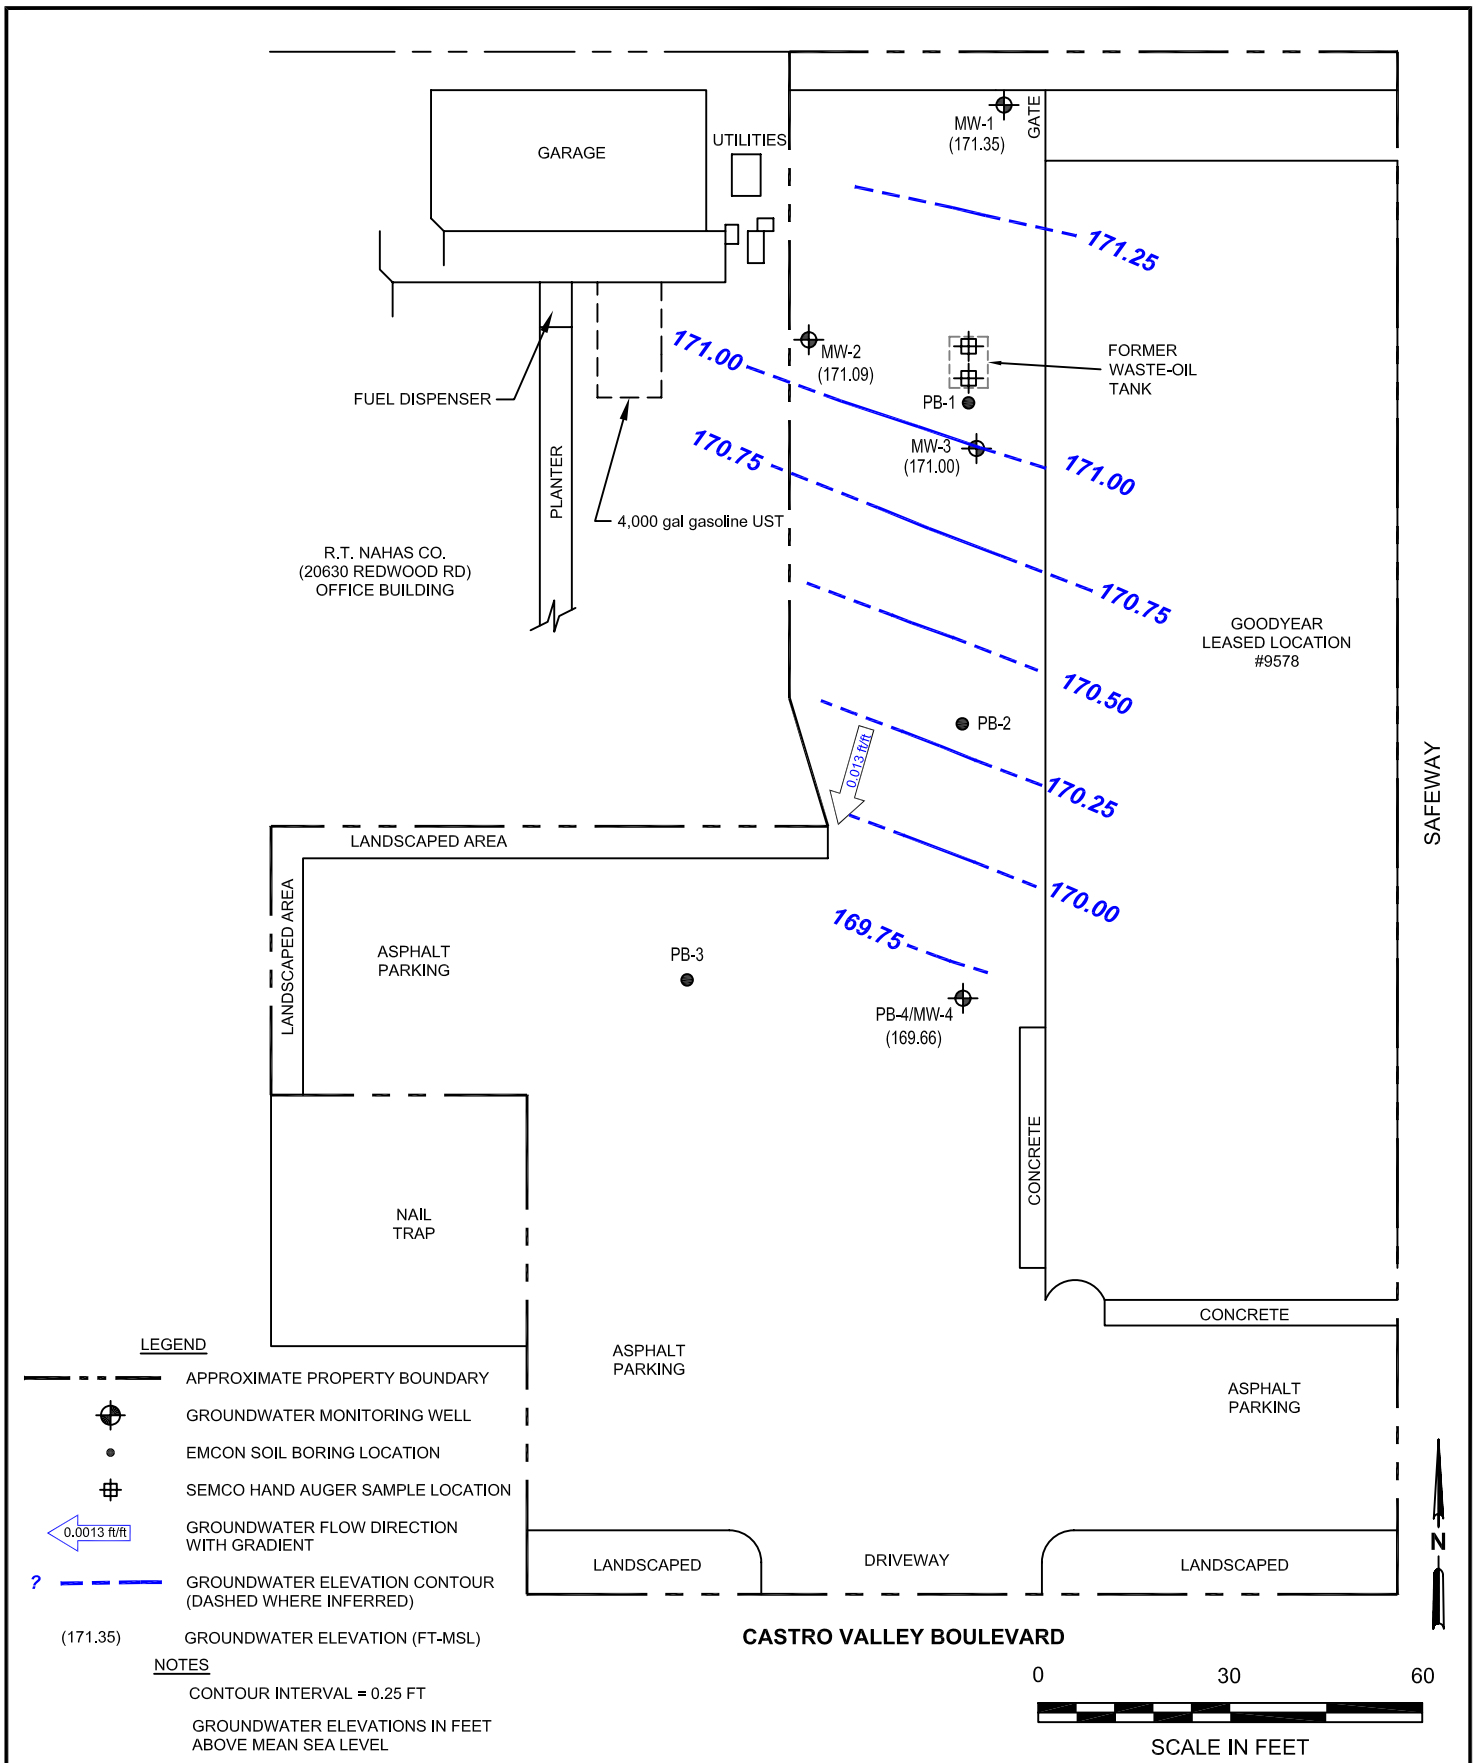 MW-1
(171.35)
GATE
GARAGE
UTILITIES
171.25
171.00
MW-2
(171.09)
FORMER
WASTE-OIL
TANK
FUEL DISPENSER
PB-1
MW-3
(171.00)
171.00
170.75
PLANTER
4,000 gal gasoline UST
R.T. NAHAS CO.
(20630 REDWOOD RD)
OFFICE BUILDING
170.75
GOODYEAR
LEASED LOCATION
#9578
170.50
PB-2
0.013 ft/ft
170.25
SAFEWAY
LANDSCAPED AREA
LANDSCAPED AREA
170.00
169.75
ASPHALT
PARKING
PB-3
PB-4/MW-4
(169.66)
CONCRETE
NAIL
TRAP
CONCRETE
ASPHALT
PARKING
ASPHALT
PARKING
LANDSCAPED
DRIVEWAY
LANDSCAPED
N
CASTRO VALLEY BOULEVARD
0 30 60
SCALE IN FEET
LEGEND
APPROXIMATE PROPERTY BOUNDARY
GROUNDWATER MONITORING WELL
EMCON SOIL BORING LOCATION
SEMCO HAND AUGER SAMPLE LOCATION
0.0013 ft/ft
GROUNDWATER FLOW DIRECTION
WITH GRADIENT
?
GROUNDWATER ELEVATION CONTOUR
(DASHED WHERE INFERRED)
(171.35) GROUNDWATER ELEVATION (FT-MSL)
NOTES
CONTOUR INTERVAL = 0.25 FT
GROUNDWATER ELEVATIONS IN FEET
ABOVE MEAN SEA LEVEL